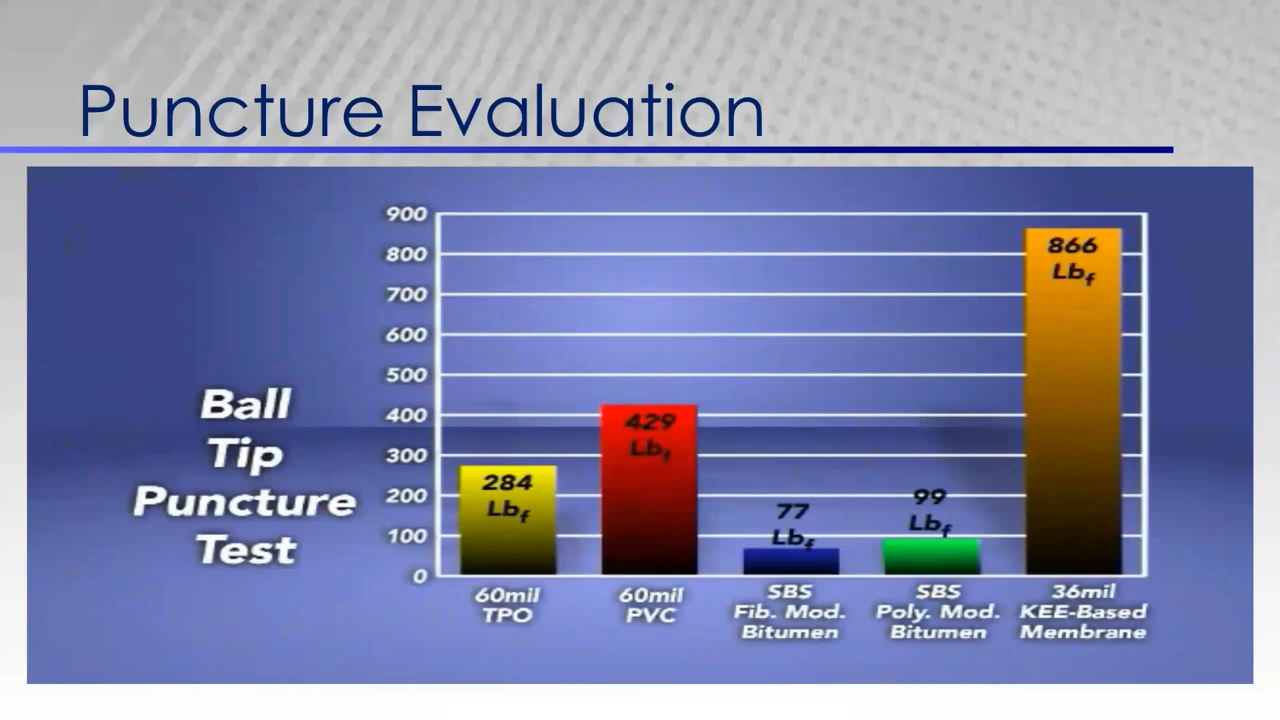 Puncture Evaluation
Ball
Tip
Puncture
Test
900
800
700
600
500
400
300
200
100
0
284
Lbf
429
Lbf
77
Lbf
99
Lbf
866
Lbf
60mil
TPO
60mil
PVC
SBS
Fib. Mod.
Bitumen
SBS
Poly. Mod.
Bitumen
36mil
KEE-Based
Membrane